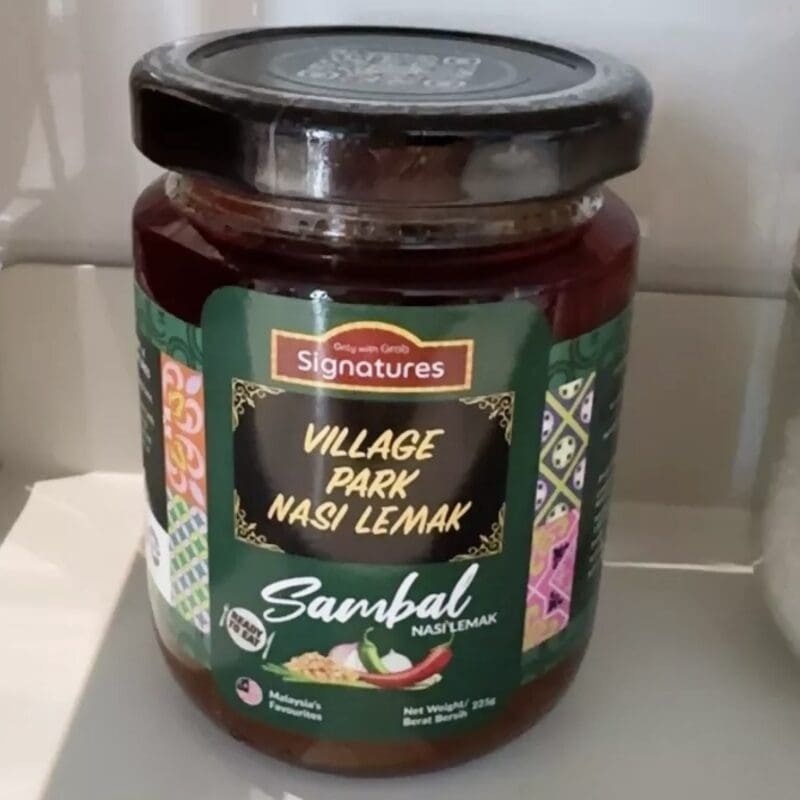 Only with Grab
Signatures
VILLAGE
PARK
NASI LEMAK
Sambal
NASI LEMAK
READY
TO EAT
Malaysia's
Favourites
Net Weight/
Berat Bersih 225g